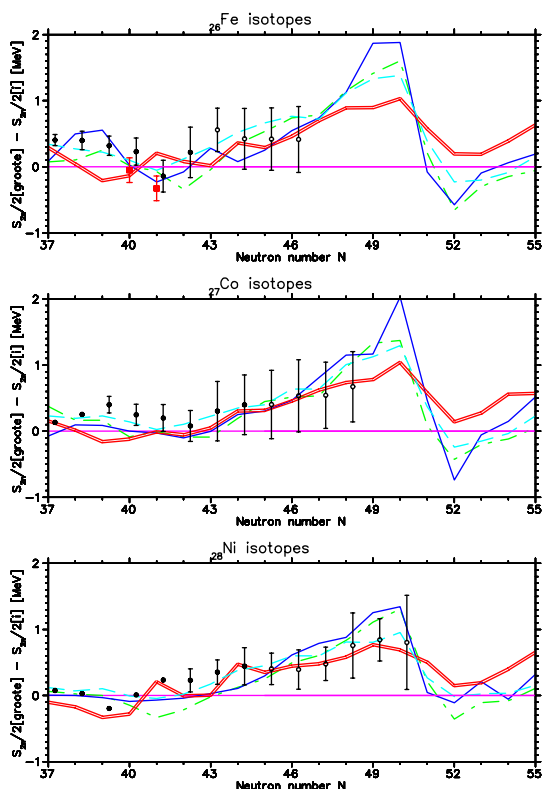 26Fe isotopes
S2n/2[groote] − S2n/2[i] [MeV]
2
1
0
−1
37 40 43 46 49 52 55
Neutron number N
27Co isotopes
S2n/2[groote] − S2n/2[i] [MeV]
2
1
0
−1
37 40 43 46 49 52 55
Neutron number N
28Ni isotopes
S2n/2[groote] − S2n/2[i] [MeV]
2
1
0
−1
37 40 43 46 49 52 55
Neutron number N